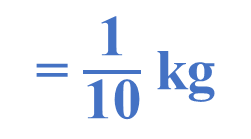 = 1/10 kg